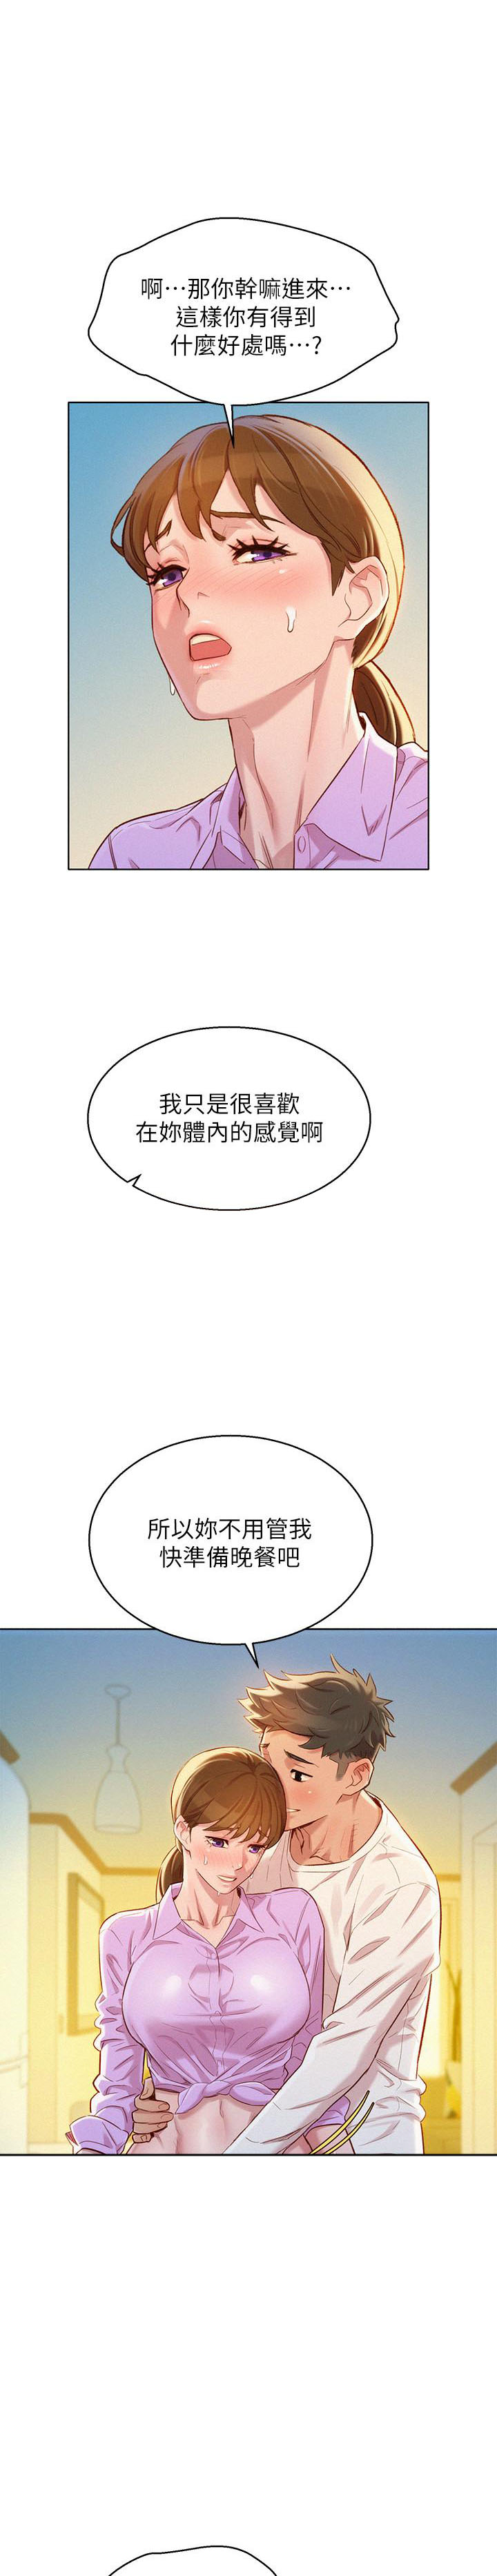 啊⋯那你幹嘛進來⋯
這樣你有得到
什麼好處嗎⋯?
我只是很喜歡
在妳體內的感覺啊
所以妳不用管我
快準備晚餐吧